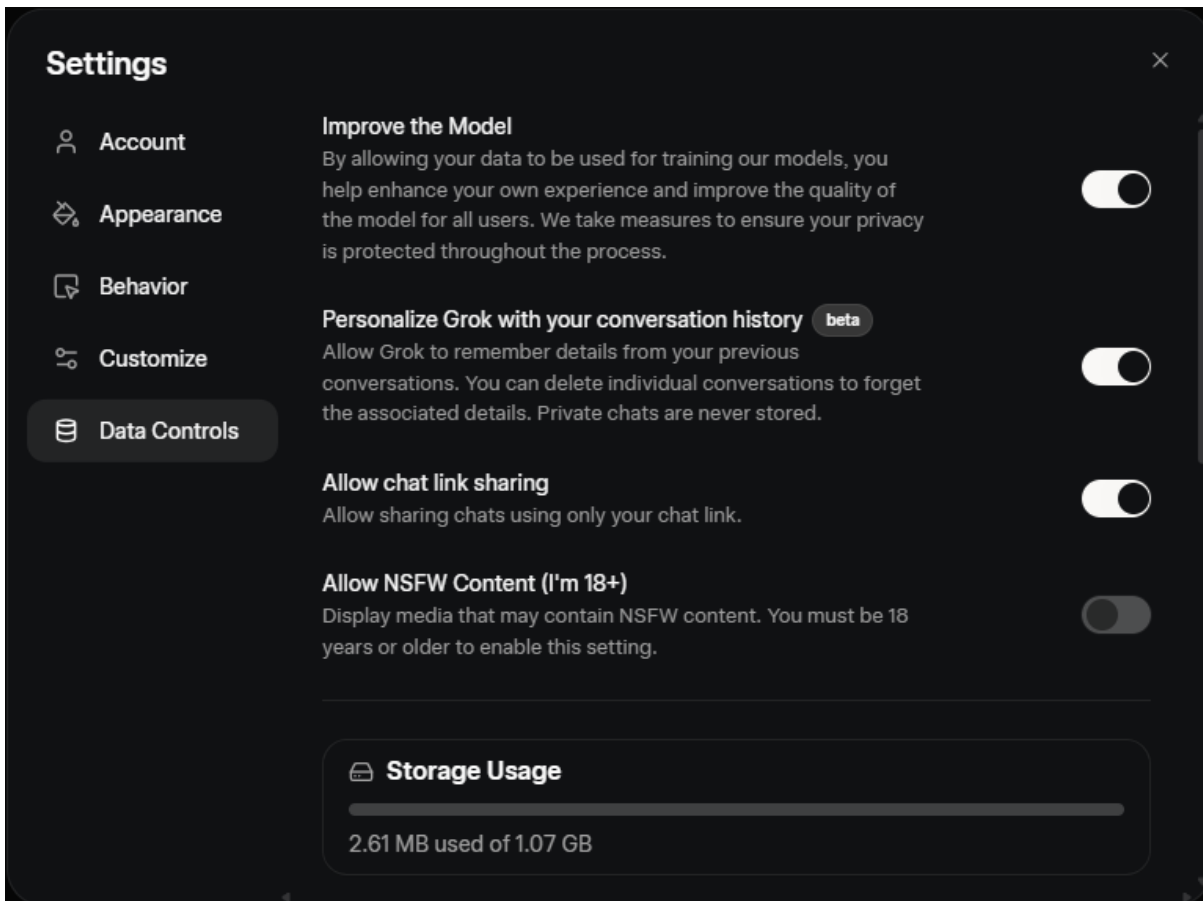 Settings
Account
Appearance
Behavior
Customize
Data Controls
Improve the Model
By allowing your data to be used for training our models, you
help enhance your own experience and improve the quality of
the model for all users. We take measures to ensure your privacy
is protected throughout the process.
Personalize Grok with your conversation history beta
Allow Grok to remember details from your previous
conversations. You can delete individual conversations to forget
the associated details. Private chats are never stored.
Allow chat link sharing
Allow sharing chats using only your chat link.
Allow NSFW Content (I'm 18+)
Display media that may contain NSFW content. You must be 18
years or older to enable this setting.
Storage Usage
2.61 MB used of 1.07 GB